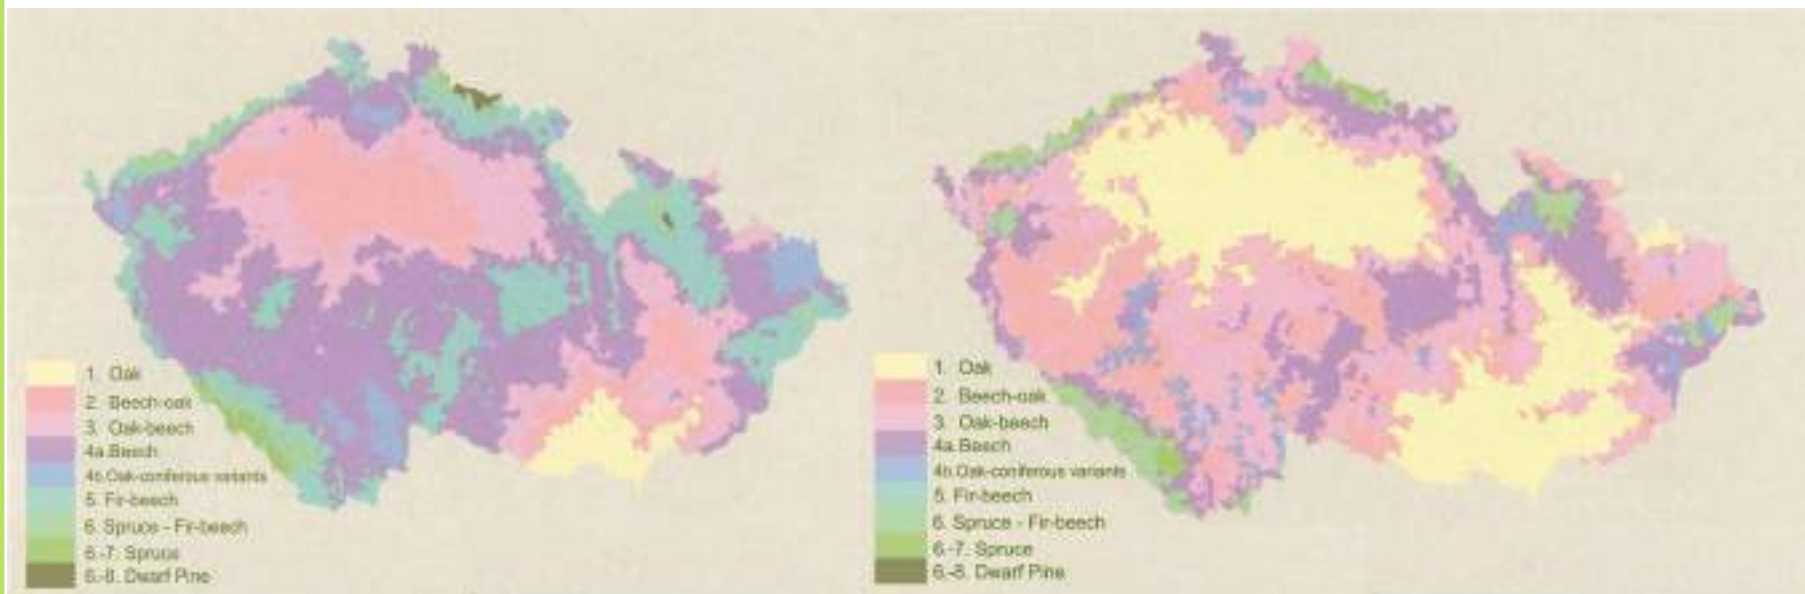 1. Oak
2. Beech-oak
3. Oak-beech
4a.Beech
4b.Oak-coniferous variants
5. Fir-beech
6. Spruce - Fir-beech
6.-7. Spruce
6.-8. Dwarf Pine
1. Oak
2. Beech-oak
3. Oak-beech
4a.Beech
4b.Oak-coniferous variants
5. Fir-beech
6. Spruce - Fir-beech
6.-7. Spruce
6.-8. Dwarf Pine